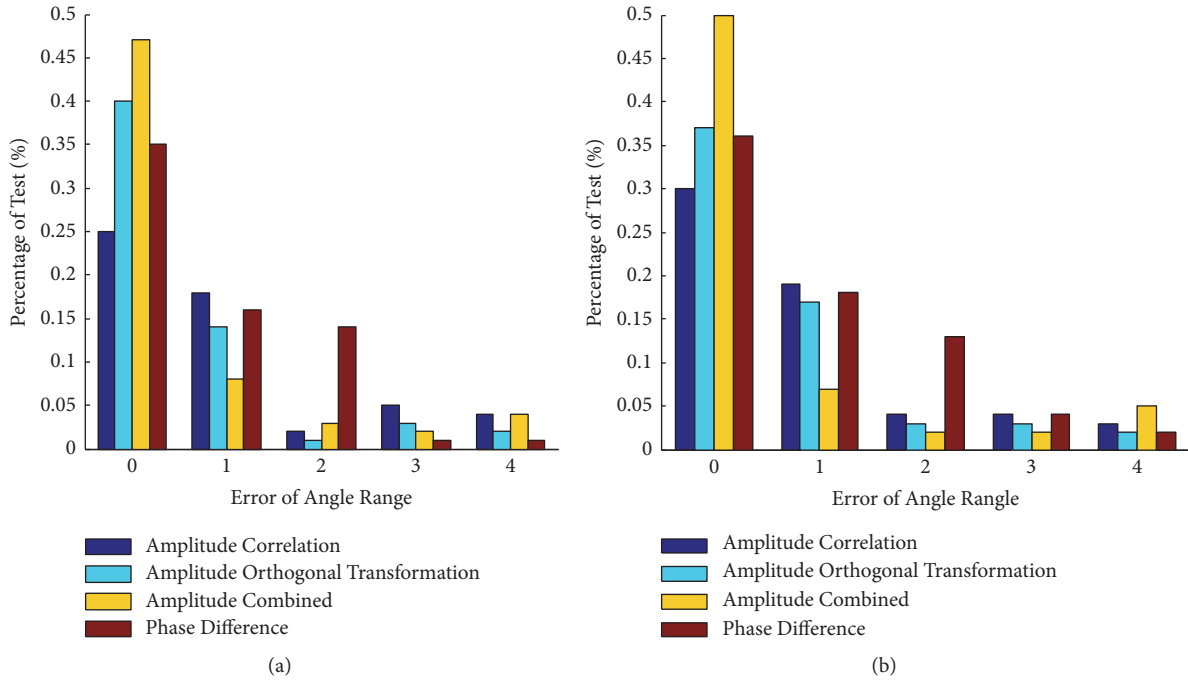 0.5
0.45
0.4
0.35
0.3
0.25
0.2
0.15
0.1
0.05
0
Percentage of Test (%)
0 1 2 3 4
Error of Angle Range
Amplitude Correlation
Amplitude Orthogonal Transformation
Amplitude Combined
Phase Difference
(a)
0.5
0.45
0.4
0.35
0.3
0.25
0.2
0.15
0.1
0.05
0
Percentage of Test (%)
0 1 2 3 4
Error of Angle Rangle
Amplitude Correlation
Amplitude Orthogonal Transformation
Amplitude Combined
Phase Difference
(b)